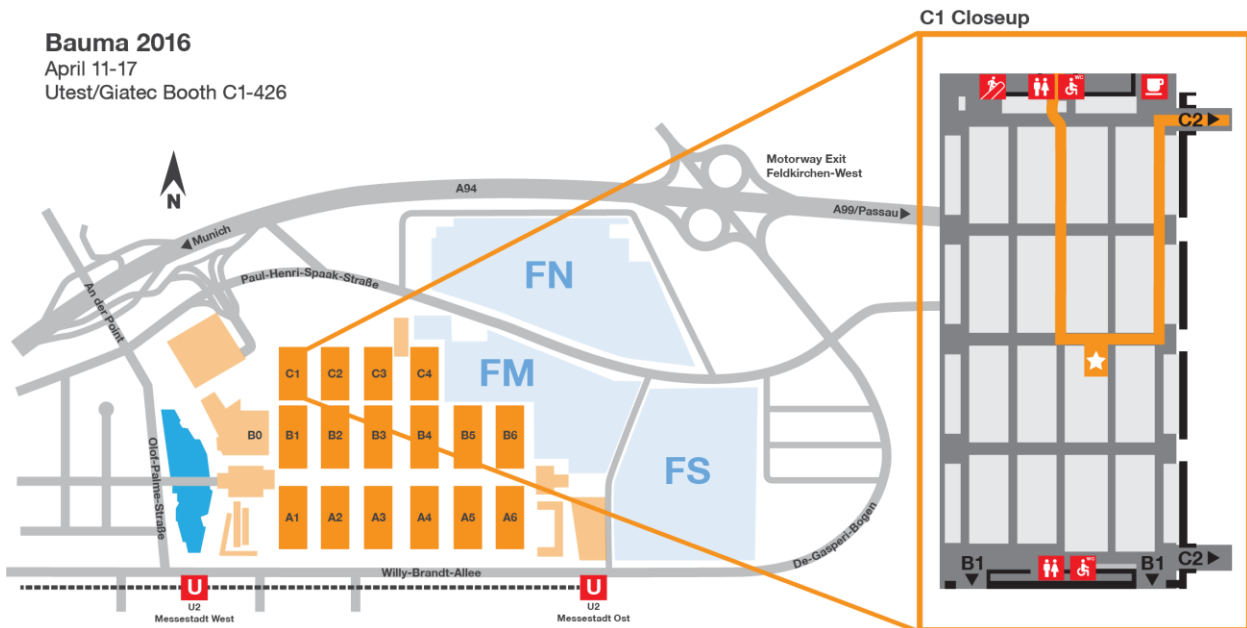 C1 Closeup
Bauma 2016
April 11-17
Utest/Giatec Booth C1-426
WC
C2
N
A94
Motorway Exit
Feldkirchen-West
A99/Passau
Munich
Paul-Henri-Spaak-Straße
An der Point
FN
FM
FS
C1 C2 C3 C4
B0 B1 B2 B3 B4 B5 B6
A1 A2 A3 A4 A5 A6
Olof-Palme-Straße
De-Gasperi-Bogen
Willy-Brandt-Allee
U
U2
Messestadt West
U
U2
Messestadt Ost
B1
WC
B1
C2